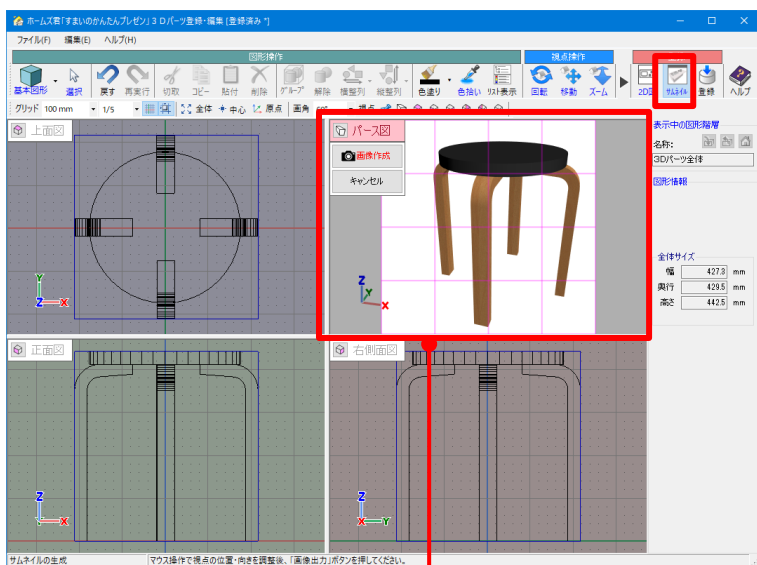 ホームズ君「すまいのかんたんプレゼン」3Dパーツ登録・編集 [登録済み *]
ファイル(F) 編集(E) ヘルプ(H)
図形操作 視点操作
基本図形 選択 戻す 再実行 切取 コピー 貼付 削除 グループ 解除 横整列 縦整列 色塗り 色拾い リスト表示 回転 移動 ズーム サムネイル 登録 ヘルプ
グリッド 100 mm 1/5 全体 中心 原点 画角
上面図
パース図
画像作成
キャンセル
Y
Z X
Z
Y
X
表示中の図形階層
名称:
3Dパーツ全体
図形情報
全体サイズ
幅 427.3 mm
奥行 429.5 mm
高さ 442.5 mm
正面図
右側面図
Z
X
Z
X Y
サムネイルの生成 マウス操作で視点の位置・向きを調整後、「画像出力」ボタンを押してください。